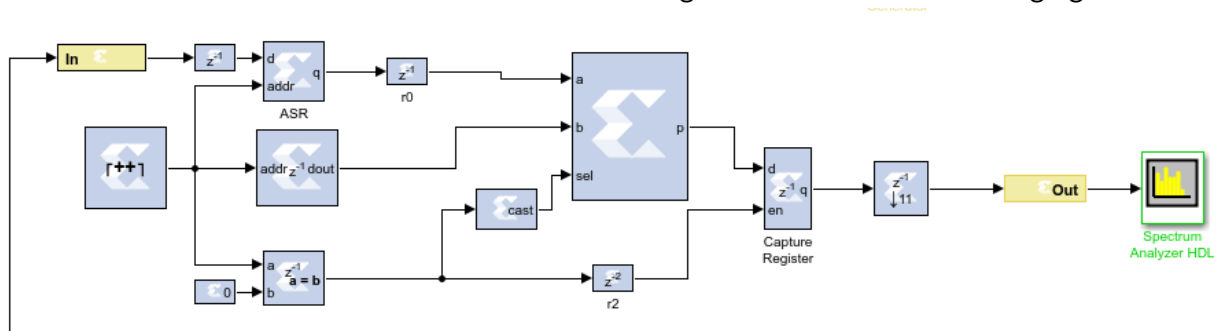 In
z⁻¹
d
q
addr
ASR
z⁻¹
r0
a
b
sel
p
++
addr z⁻¹ dout
cast
d
z⁻¹ q
en
Capture
Register
z⁻¹
↓11
Out
Spectrum
Analyzer HDL
a
z⁻¹
a = b
b
0
z⁻²
r2